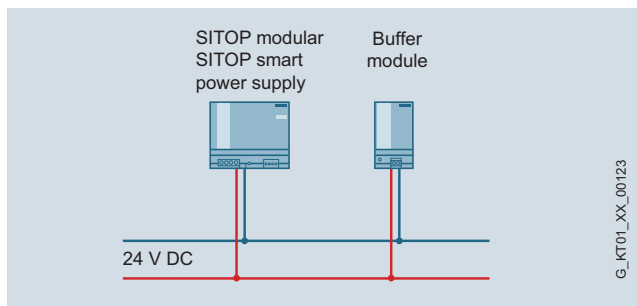 SITOP modular
SITOP smart
power supply
Buffer
module
24 V DC
G_KT01_XX_00123